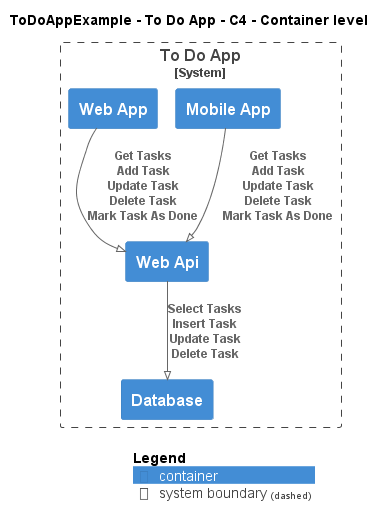 ToDoAppExample - To Do App - C4 - Container level
To Do App
[System]
Web App
Mobile App
Get Tasks
Add Task
Update Task
Delete Task
Mark Task As Done
Get Tasks
Add Task
Update Task
Delete Task
Mark Task As Done
Web Api
Select Tasks
Insert Task
Update Task
Delete Task
Database
Legend
container
system boundary (dashed)